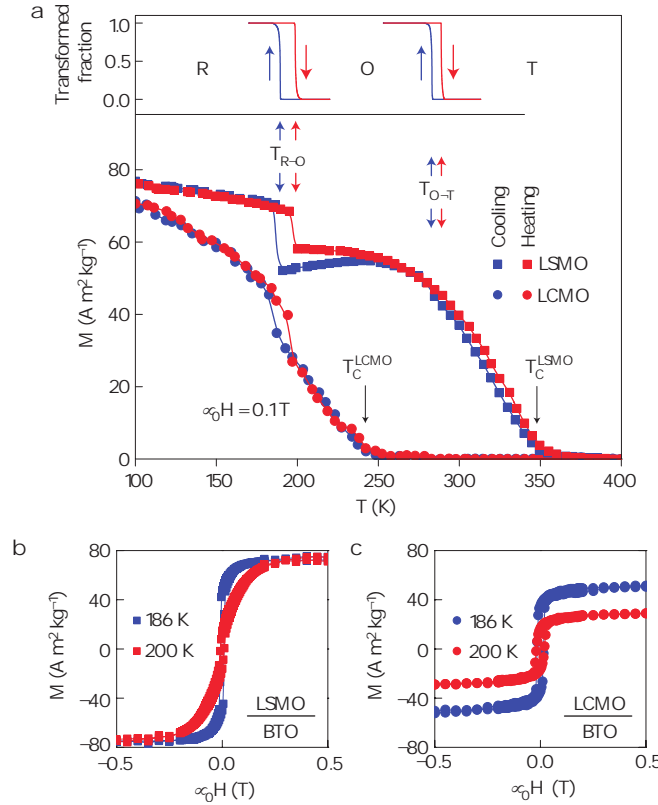 a
Transformed
fraction
1.0
0.5
0.0
R O T
T_{R–O}
T_{O–T}
Cooling
Heating
LSMO
LCMO
M (A m² kg⁻¹)
80
60
40
20
0
T_C^{LCMO}
T_C^{LSMO}
∝₀H = 0.1 T
100 150 200 250 300 350 400
T (K)
b
M (A m² kg⁻¹)
80
40
0
−40
−80
186 K
200 K
LSMO
BTO
−0.5 0.0 0.5
∝₀H (T)
c
M (A m² kg⁻¹)
80
40
0
−40
−80
186 K
200 K
LCMO
BTO
−0.5 0.0 0.5
∝₀H (T)